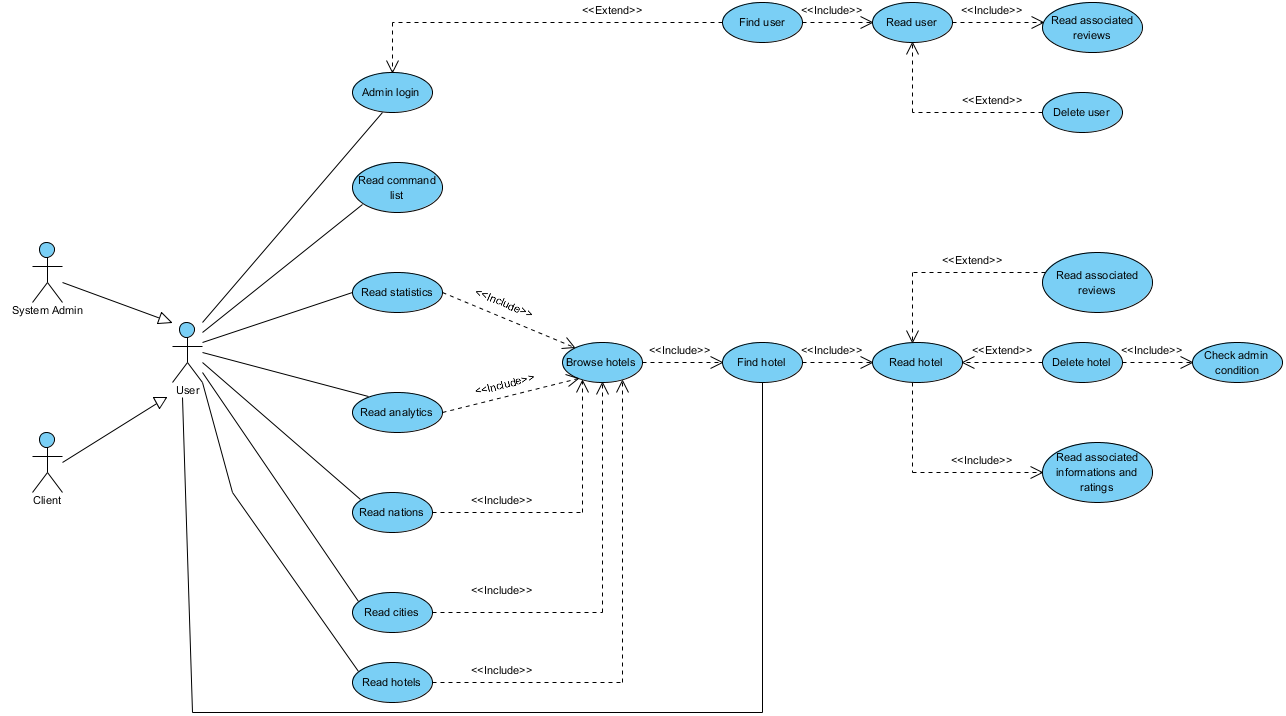 <<Extend>>
Find user
<<Include>>
Read user
<<Include>>
Read associated
reviews
Admin login
<<Extend>>
Delete user
Read command
list
System Admin
Read statistics
<<Include>>
<<Extend>>
Read associated
reviews
User
Browse hotels
<<Include>>
Find hotel
<<Include>>
Read hotel
<<Extend>>
Delete hotel
<<Include>>
Check admin
condition
Read analytics
<<Include>>
Client
Read nations
<<Include>>
<<Include>>
Read associated
informations and
ratings
Read cities
<<Include>>
Read hotels
<<Include>>